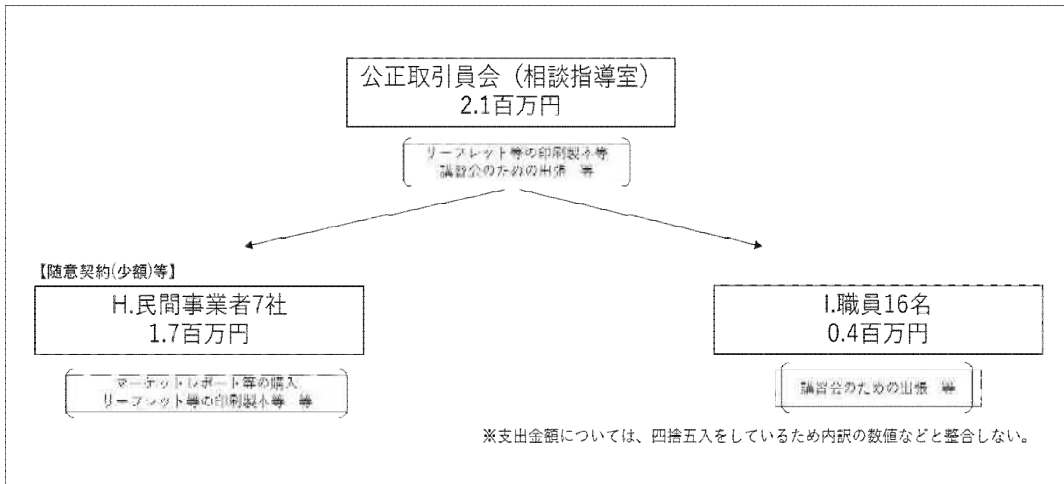 公正取引員会（相談指導室）
2.1百万円
リーフレット等の印刷製本等
講習会のための出張　等
【随意契約(少額)等】
H.民間事業者7社
1.7百万円
マーケットレポート等の購入
リーフレット等の印刷製本等　等
I.職員16名
0.4百万円
講習会のための出張　等
※支出金額については、四捨五入をしているため内訳の数値などと整合しない。